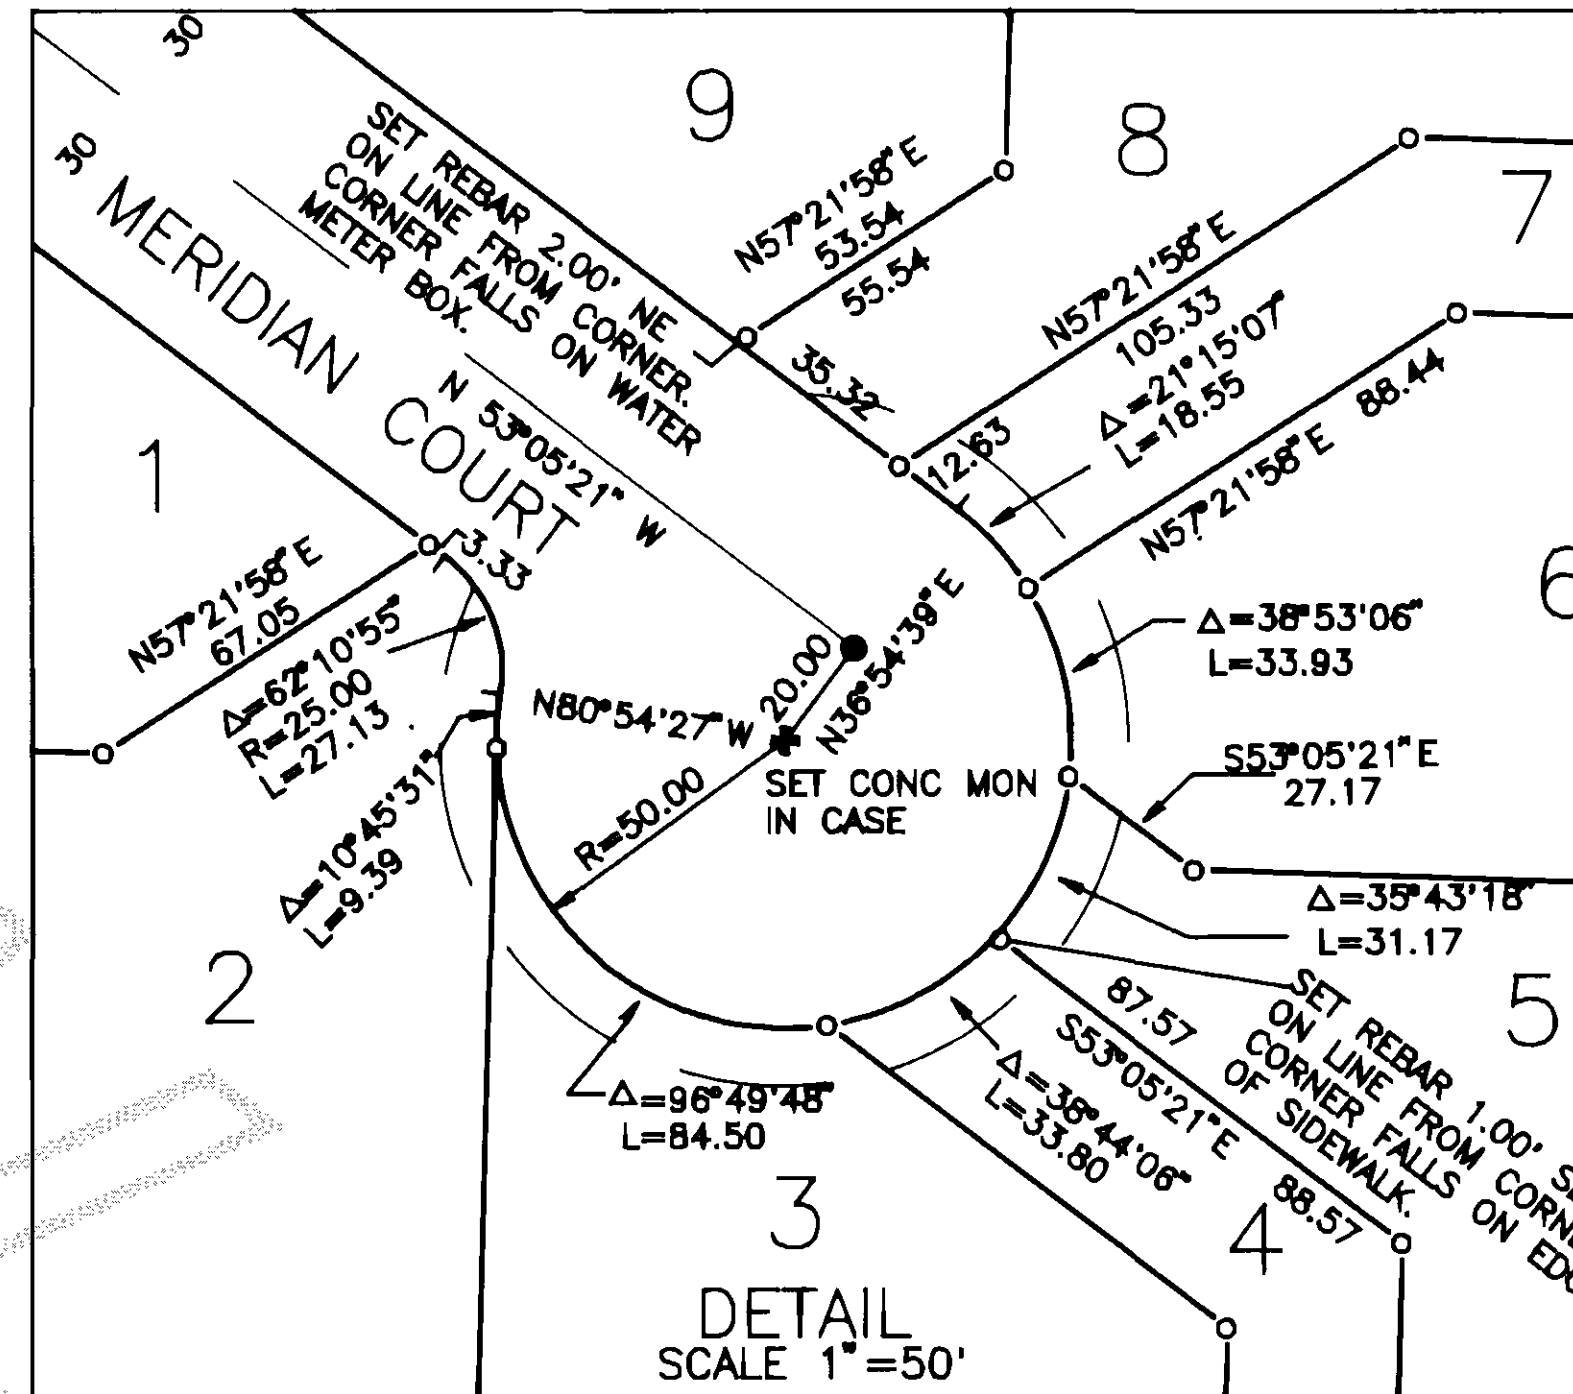 30
30
MERIDIAN COURT
SET REBAR 2.00' NE
ON LINE FROM CORNER.
CORNER FALLS ON WATER
METER BOX.
9
8
7
N57°21'58"E
53.54
55.54
N57°21'58"E
105.33
Δ=21°15'07"
L=18.55
35.32
12.63
N57°21'58"E 88.44
N 53°05'21" W
1
3.33
N57°21'58"E
67.05
Δ=62°10'55"
R=25.00
L=27.13
6
Δ=38°53'06"
L=33.93
20.00
N36°54'39"E
N80°54'27"W
SET CONC MON
IN CASE
R=50.00
S53°05'21"E
27.17
Δ=10°45'31"
L=9.39
Δ=35°43'18"
L=31.17
2
5
SET REBAR 1.00'
ON LINE FROM
CORNER FALLS ON
OF SIDEWALK.
87.57
S53°05'21"E
88.57
Δ=38°44'06"
L=33.80
Δ=96°49'48"
L=84.50
3
4
DETAIL
SCALE 1"=50'